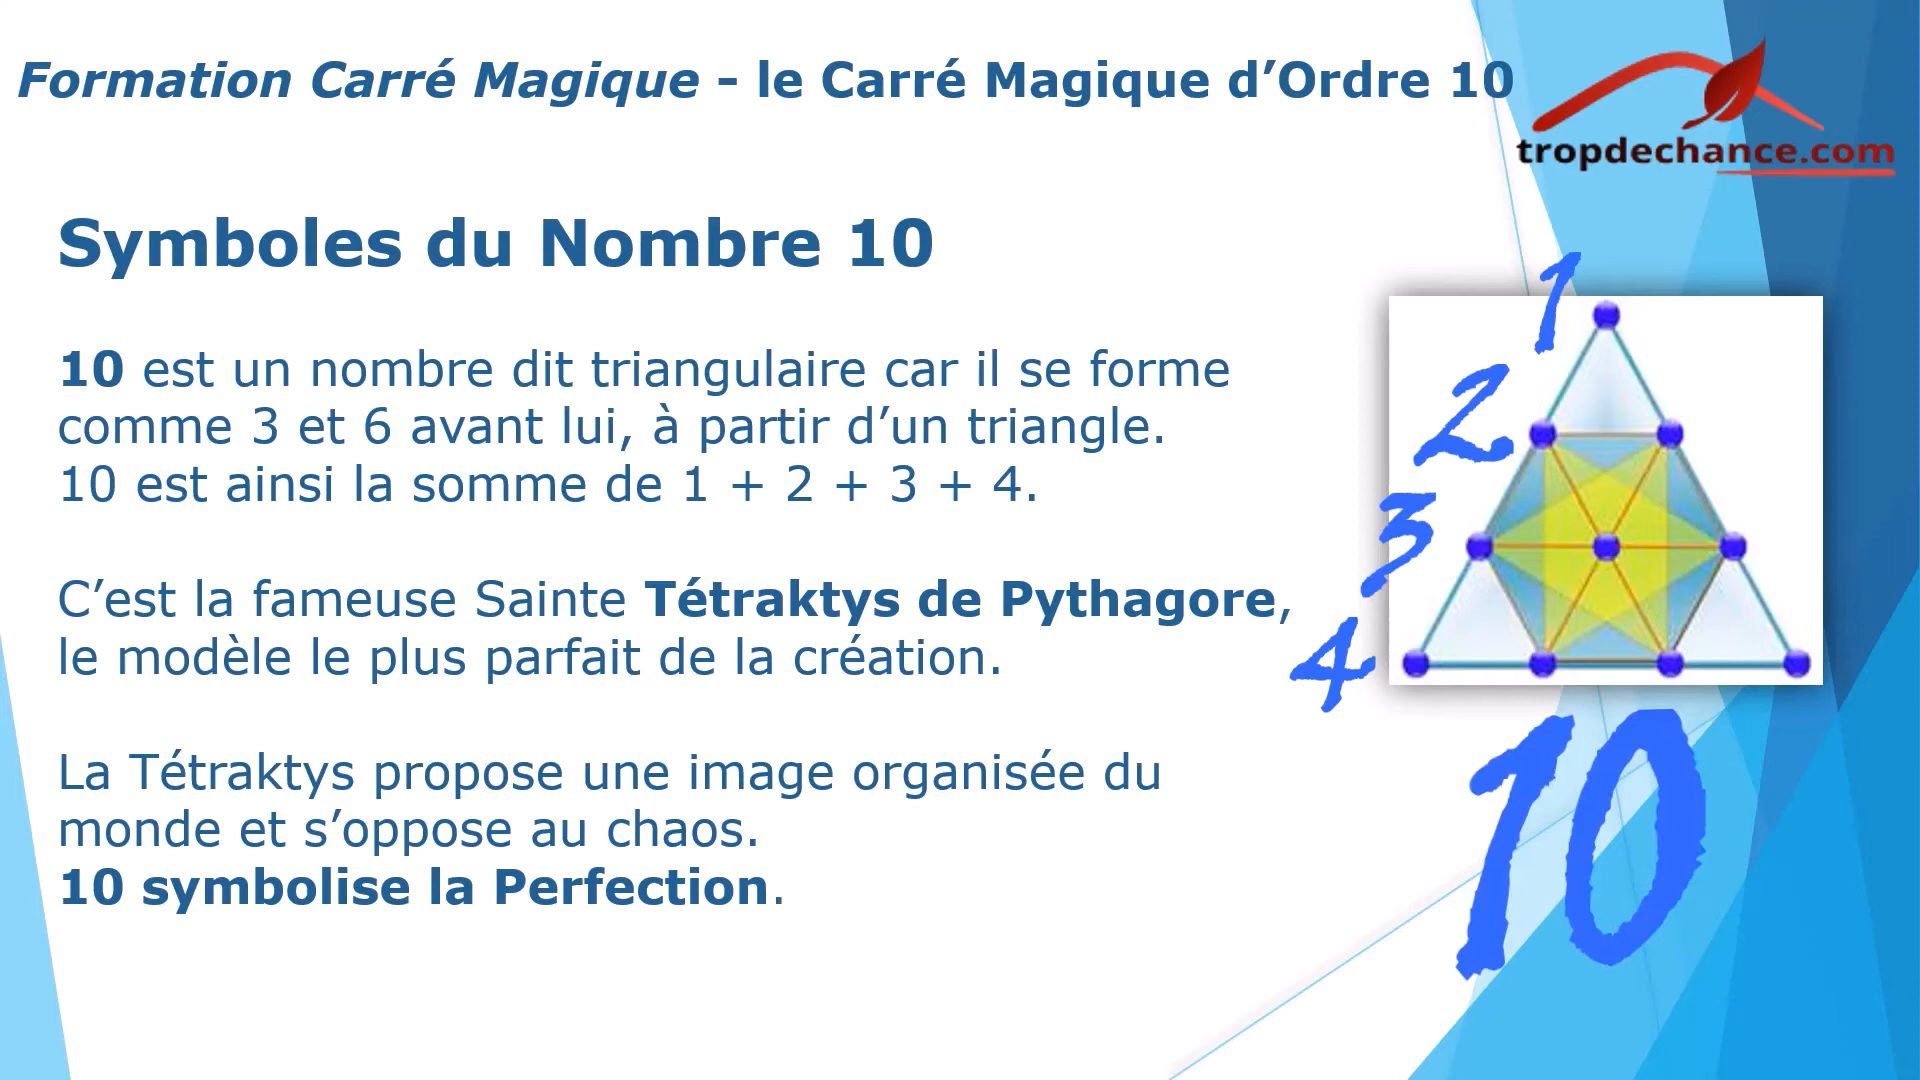 Formation Carré Magique - le Carré Magique d’Ordre 10
tropdechance.com
Symboles du Nombre 10
10 est un nombre dit triangulaire car il se forme
comme 3 et 6 avant lui, à partir d’un triangle.
10 est ainsi la somme de 1 + 2 + 3 + 4.
C’est la fameuse Sainte Tétraktys de Pythagore,
le modèle le plus parfait de la création.
La Tétraktys propose une image organisée du
monde et s’oppose au chaos.
10 symbolise la Perfection.
1
2
3
4
10